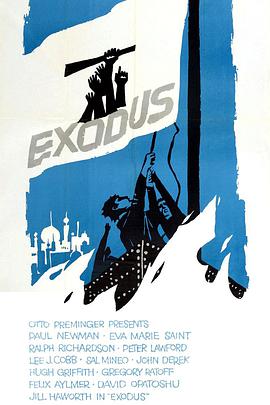 EXODUS
OTTO PREMINGER PRESENTS
PAUL NEWMAN · EVA MARIE SAINT
RALPH RICHARDSON · PETER LAWFORD
LEE J. COBB · SAL MINEO · JOHN DEREK
HUGH GRIFFITH · GREGORY RATOFF
FELIX AYLMER · DAVID OPATOSHU
JILL HAWORTH IN "EXODUS"